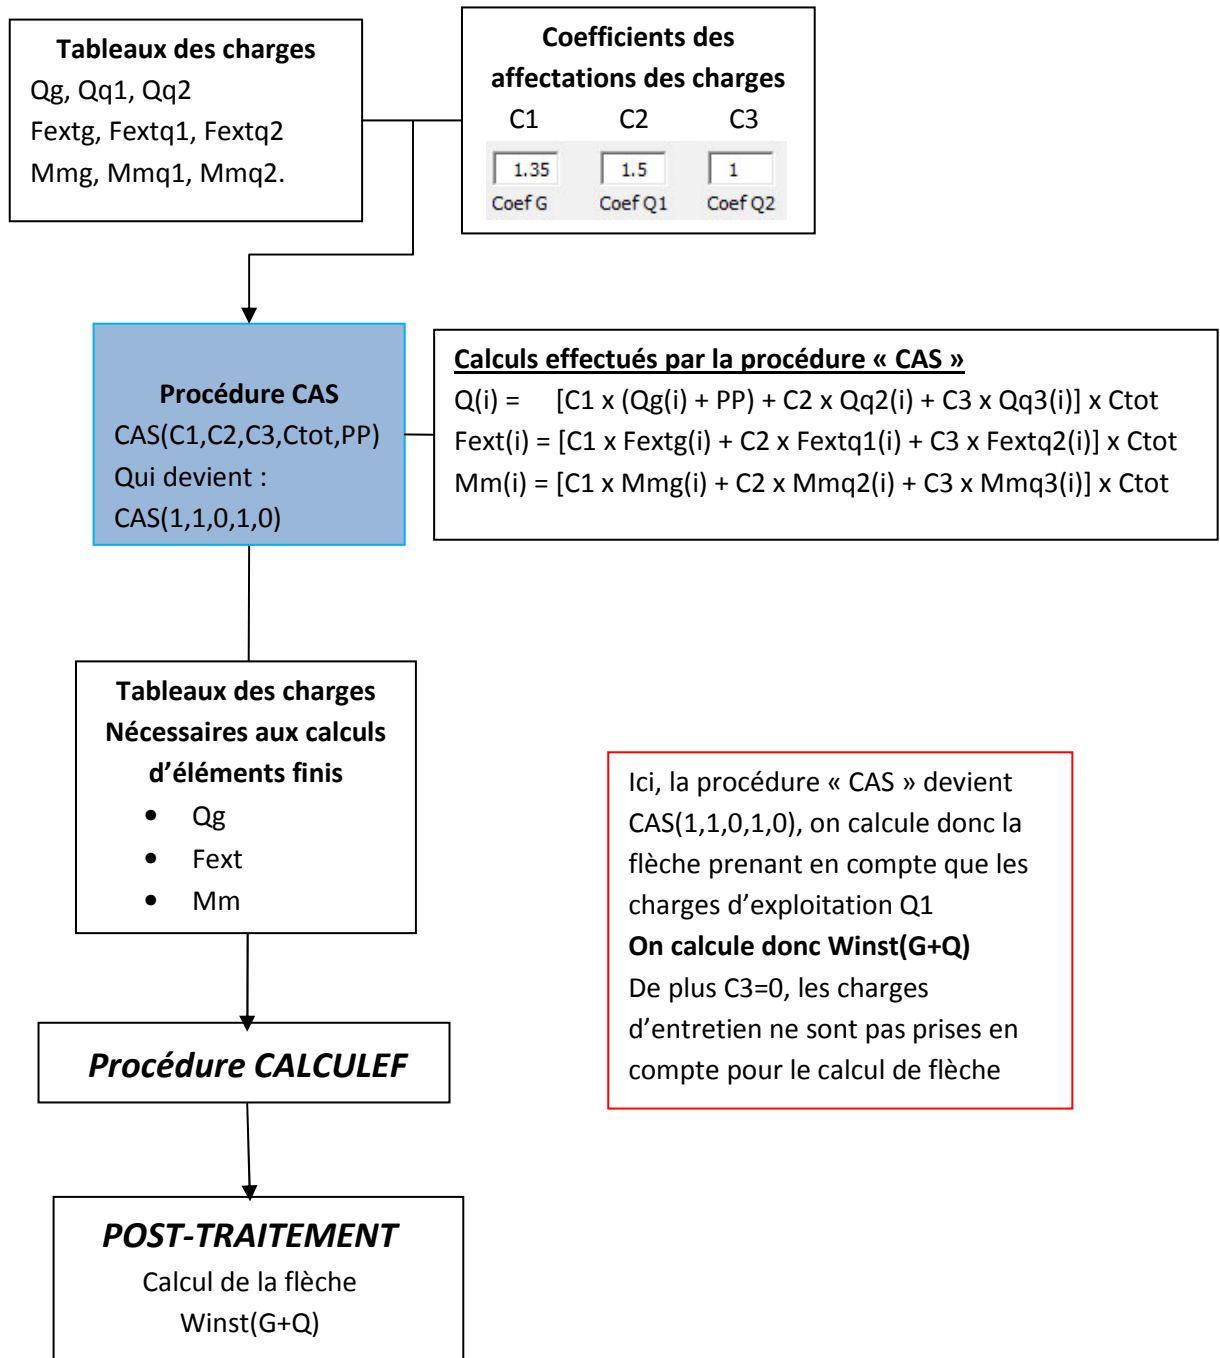 Tableaux des charges
Qg, Qq1, Qq2
Fextg, Fextq1, Fextq2
Mmg, Mmq1, Mmq2.
Coefficients des
affectations des charges
C1 C2 C3
1.35 1.5 1
Coef G Coef Q1 Coef Q2
Procédure CAS
CAS(C1,C2,C3,Ctot,PP)
Qui devient :
CAS(1,1,0,1,0)
Calculs effectués par la procédure « CAS »
Q(i) = [C1 x (Qg(i) + PP) + C2 x Qq2(i) + C3 x Qq3(i)] x Ctot
Fext(i) = [C1 x Fextg(i) + C2 x Fextq1(i) + C3 x Fextq2(i)] x Ctot
Mm(i) = [C1 x Mmg(i) + C2 x Mmq2(i) + C3 x Mmq3(i)] x Ctot
Tableaux des charges
Nécessaires aux calculs
d’éléments finis
• Qg
• Fext
• Mm
Ici, la procédure « CAS » devient
CAS(1,1,0,1,0), on calcule donc la
flèche prenant en compte que les
charges d’exploitation Q1
On calcule donc Winst(G+Q)
De plus C3=0, les charges
d’entretien ne sont pas prises en
compte pour le calcul de flèche
Procédure CALCULEF
POST-TRAITEMENT
Calcul de la flèche
Winst(G+Q)